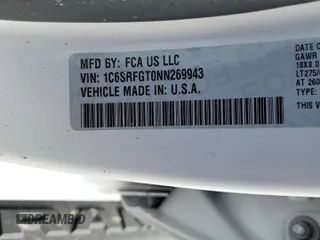 MFD BY: FCA US LLC
VIN: 1C6SRFGT0NN269943
VEHICLE MADE IN: U.S.A.
GAWR
18X8.0
LT275/
AT 260
TYPE:
THIS V
DREAMBID